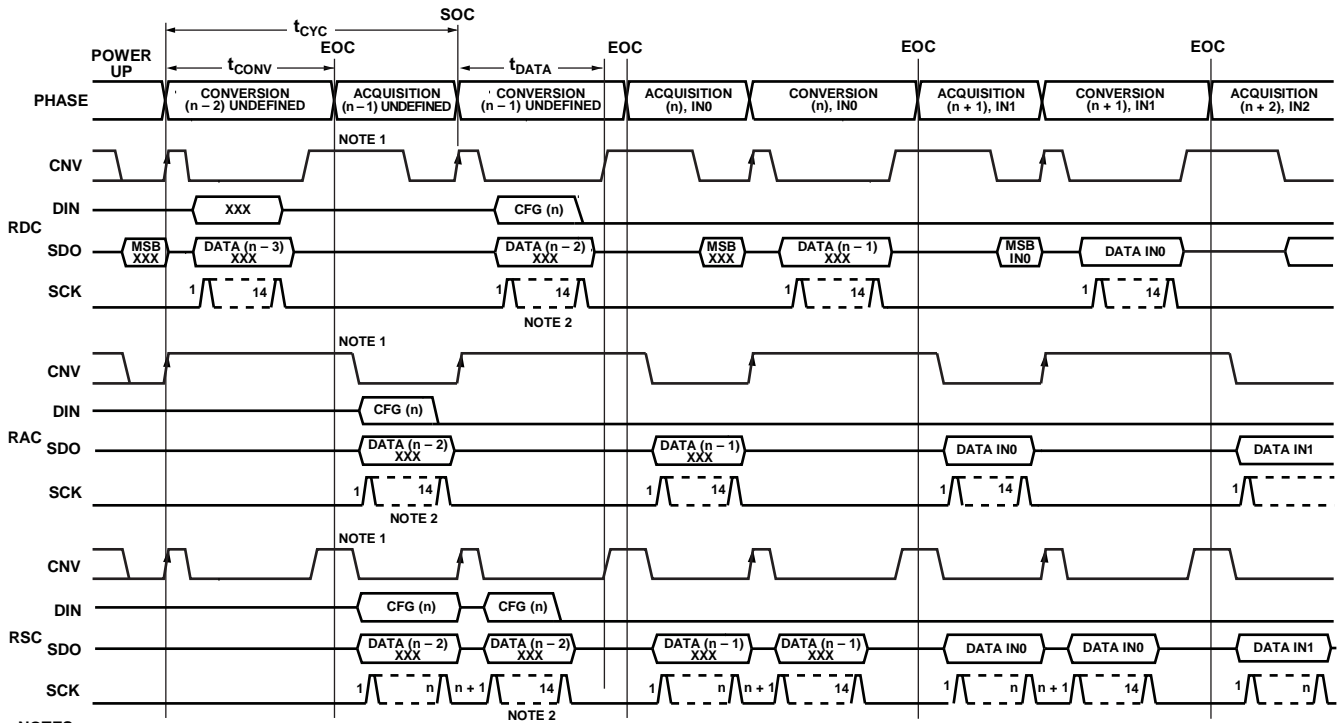 SOC
tCYC
POWER UP
EOC
EOC
EOC
EOC
tCONV
tDATA
PHASE
CONVERSION (n – 2) UNDEFINED
ACQUISITION (n – 1) UNDEFINED
CONVERSION (n – 1) UNDEFINED
ACQUISITION (n), IN0
CONVERSION (n), IN0
ACQUISITION (n + 1), IN1
CONVERSION (n + 1), IN1
ACQUISITION (n + 2), IN2
NOTE 1
CNV
RDC
DIN
XXX
CFG (n)
SDO
MSB XXX
DATA (n – 3) XXX
DATA (n – 2) XXX
MSB XXX
DATA (n – 1) XXX
MSB IN0
DATA IN0
SCK
1 14
1 14
1 14
1 14
NOTE 2
NOTE 1
CNV
DIN
CFG (n)
RAC
SDO
DATA (n – 2) XXX
DATA (n – 1) XXX
DATA IN0
DATA IN1
SCK
1 14
1 14
1 14
1
NOTE 2
NOTE 1
CNV
DIN
CFG (n)
CFG (n)
RSC
SDO
DATA (n – 2) XXX
DATA (n – 2) XXX
DATA (n – 1) XXX
DATA (n – 1) XXX
DATA IN0
DATA IN0
DATA IN1
SCK
1 n n + 1 14
1 n n + 1 14
1 n n + 1 14
1 n
NOTE 2